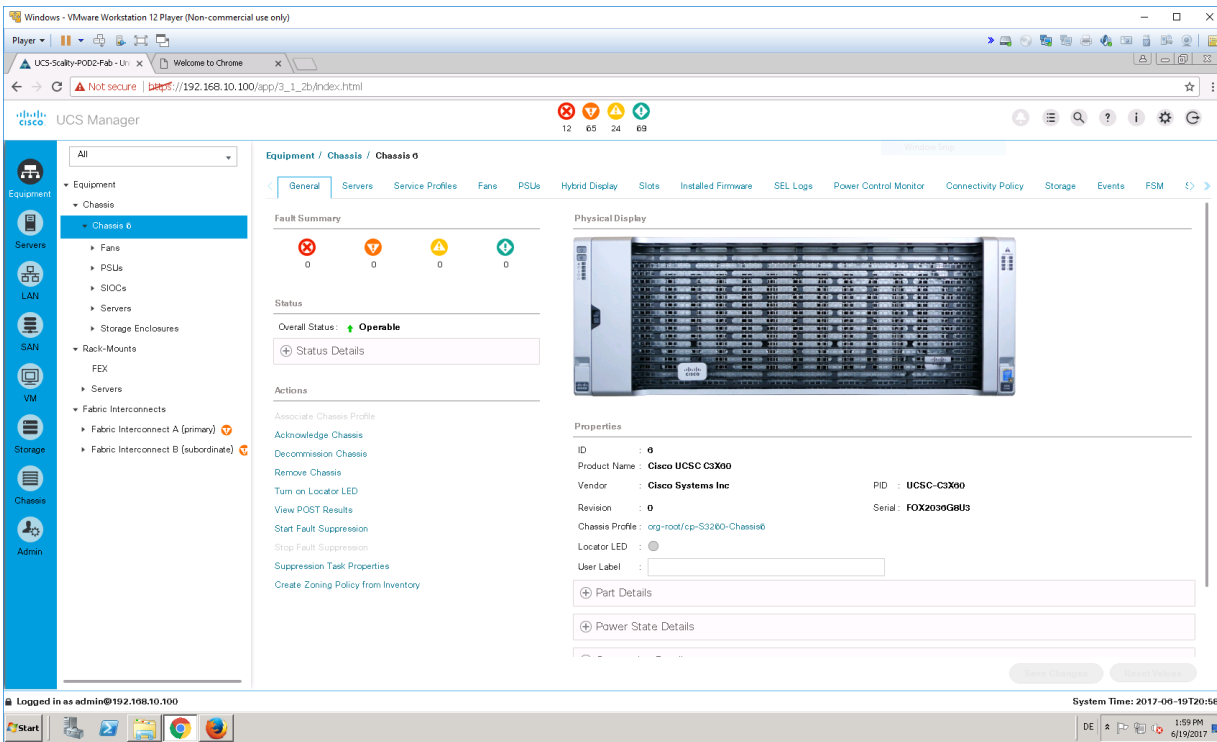 Windows - VMware Workstation 12 Player (Non-commercial use only)
Player
UCS-Scality-POD2-Fab - Un
Welcome to Chrome
Not secure | https://192.168.10.100/app/3_1_2b/index.html
cisco UCS Manager
12 65 24 69
Equipment
Servers
LAN
SAN
VM
Storage
Chassis
Admin
All
Equipment
Chassis
Chassis 6
Fans
PSUs
SIOCs
Servers
Storage Enclosures
Rack-Mounts
FEX
Servers
Fabric Interconnects
Fabric Interconnect A (primary)
Fabric Interconnect B (subordinate)
Equipment / Chassis / Chassis 6
General Servers Service Profiles Fans PSUs Hybrid Display Slots Installed Firmware SEL Logs Power Control Monitor Connectivity Policy Storage Events FSM
Fault Summary
0 0 0 0
Status
Overall Status : Operable
Status Details
Actions
Associate Chassis Profile
Acknowledge Chassis
Decommission Chassis
Remove Chassis
Turn on Locator LED
View POST Results
Start Fault Suppression
Stop Fault Suppression
Suppression Task Properties
Create Zoning Policy from Inventory
Physical Display
cisco
Properties
ID : 6
Product Name : Cisco UCSC C3X60
Vendor : Cisco Systems Inc PID : UCSC-C3X60
Revision : 0 Serial : FOX2036G8U3
Chassis Profile : org-root/cp-S3260-Chassis6
Locator LED :
User Label :
Part Details
Power State Details
Save Changes Reset Values
Logged in as admin@192.168.10.100
System Time: 2017-06-19T20:58
Start
DE
1:59 PM
6/19/2017